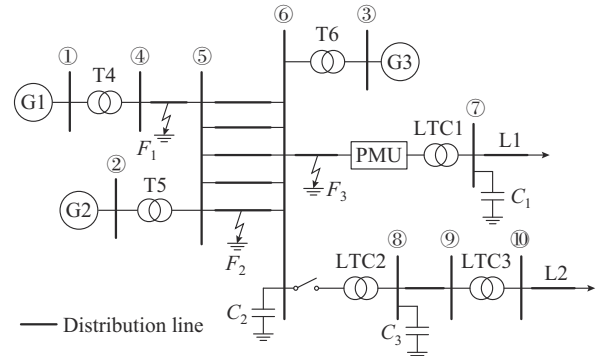 ⑥ T6 ③
① T4 ④ ⑤
G1 G3
LTC1 ⑦ L1
F₁ PMU
② T5 F₃
G2 C₁
F₂
⑧ ⑨ ⑩
LTC2 LTC3 L2
C₂ C₃
Distribution line